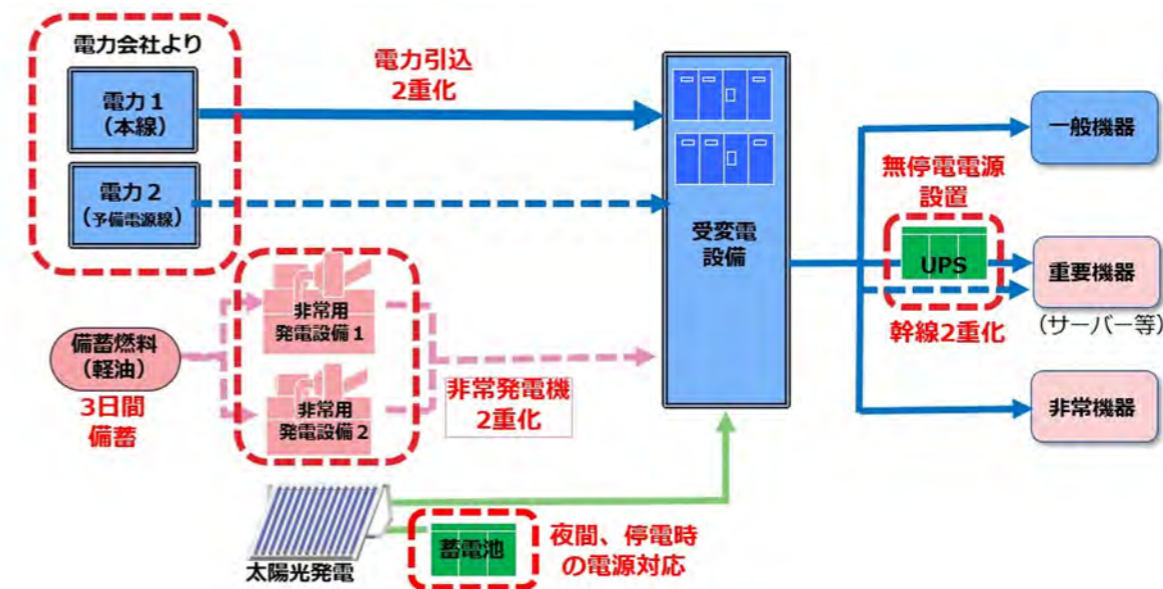 電力会社より
電力１
（本線）
電力２
（予備電源線）
電力引込
2重化
受変電
設備
一般機器
無停電電源
設置
UPS
重要機器
（サーバー等）
幹線2重化
非常機器
備蓄燃料
（軽油）
3日間
備蓄
非常用
発電設備１
非常用
発電設備２
非常発電機
2重化
太陽光発電
蓄電池
夜間、停電時
の電源対応